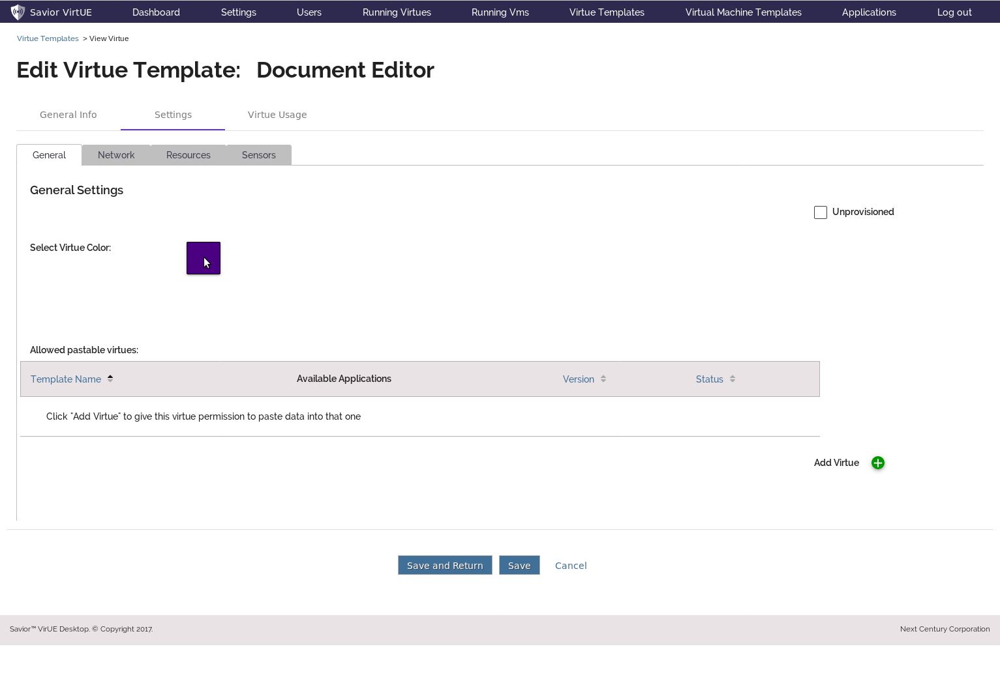 Savior VirtUE Dashboard Settings Users Running Virtues Running Vms Virtue Templates Virtual Machine Templates Applications Log out
Virtue Templates > View Virtue
Edit Virtue Template: Document Editor
General Info Settings Virtue Usage
General Network Resources Sensors
General Settings
Unprovisioned
Select Virtue Color:
Allowed pastable virtues:
Template Name Available Applications Version Status
Click "Add Virtue" to give this virtue permission to paste data into that one
Add Virtue
Save and Return Save Cancel
Savior™ VirUE Desktop. © Copyright 2017. Next Century Corporation